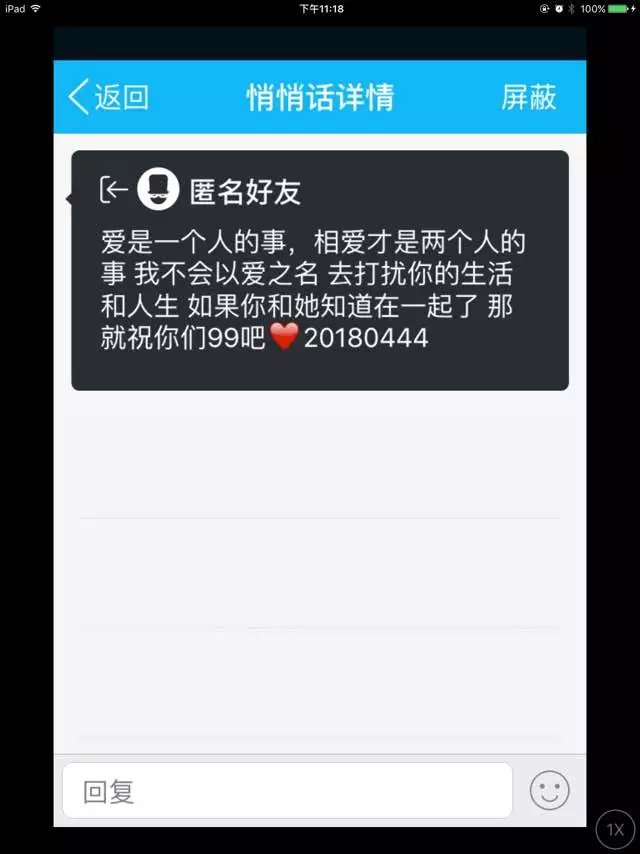 iPad 下午11:18 100%
返回 悄悄话详情 屏蔽
匿名好友
爱是一个人的事，相爱才是两个人的
事 我不会以爱之名 去打扰你的生活
和人生 如果你和她知道在一起了 那
就祝你们99吧❤️20180444
回复
1X